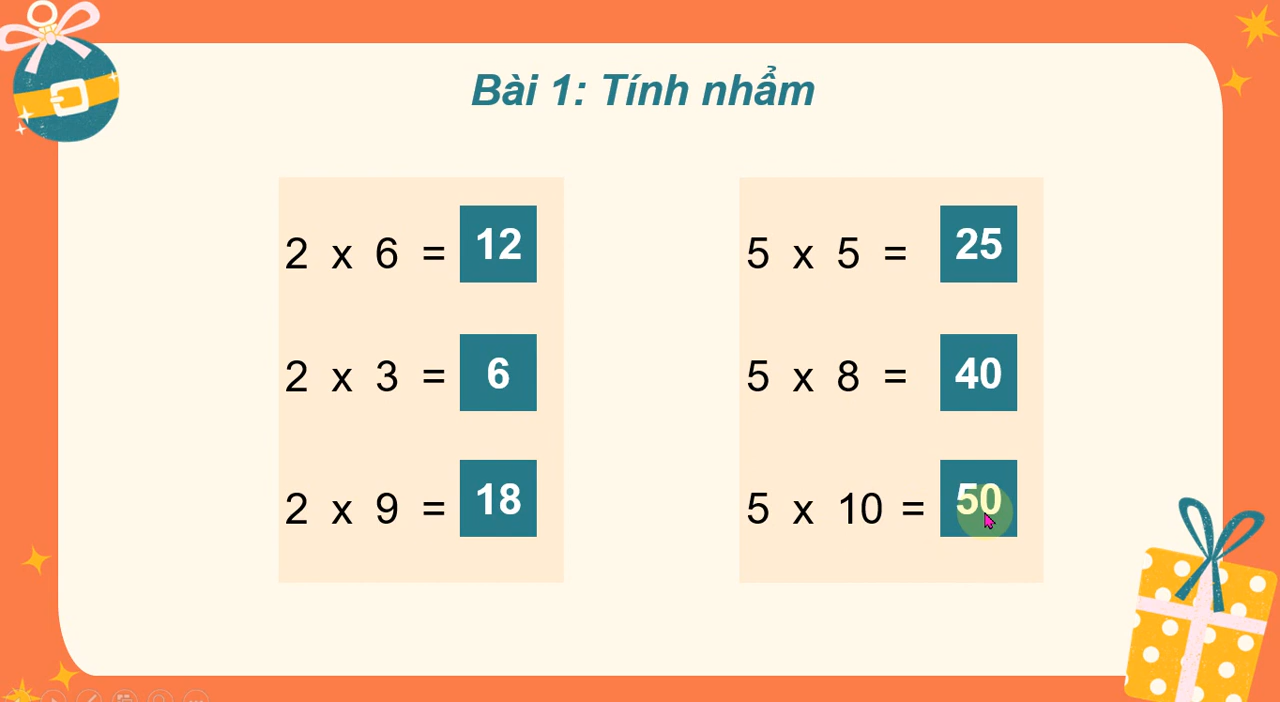 Bài 1: Tính nhẩm
2 x 6 = 12
2 x 3 = 6
2 x 9 = 18
5 x 5 = 25
5 x 8 = 40
5 x 10 = 50